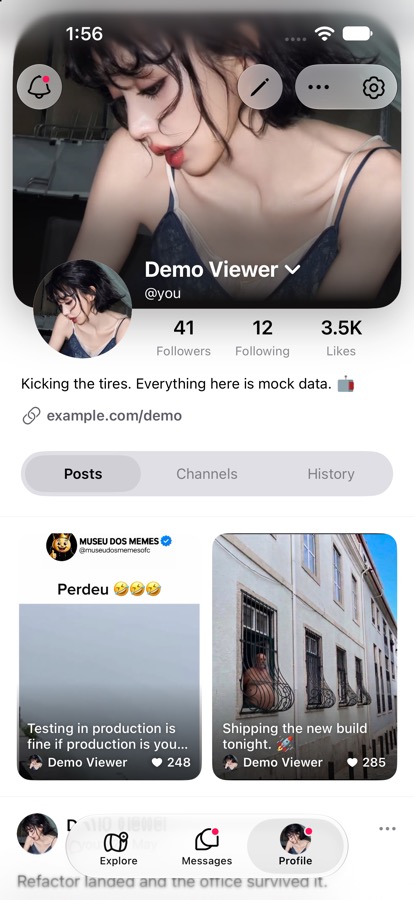 1:56
Demo Viewer
@you
41 12 3.5K
Followers Following Likes
Kicking the tires. Everything here is mock data.
example.com/demo
Posts Channels History
MUSEU DOS MEMES
@museudosmemesofc
Perdeu 🤣🤣🤣
Testing in production is
fine if production is you...
Demo Viewer 248
Shipping the new build
tonight. 🚀
Demo Viewer 285
Explore Messages Profile
Refactor landed and the office survived it.